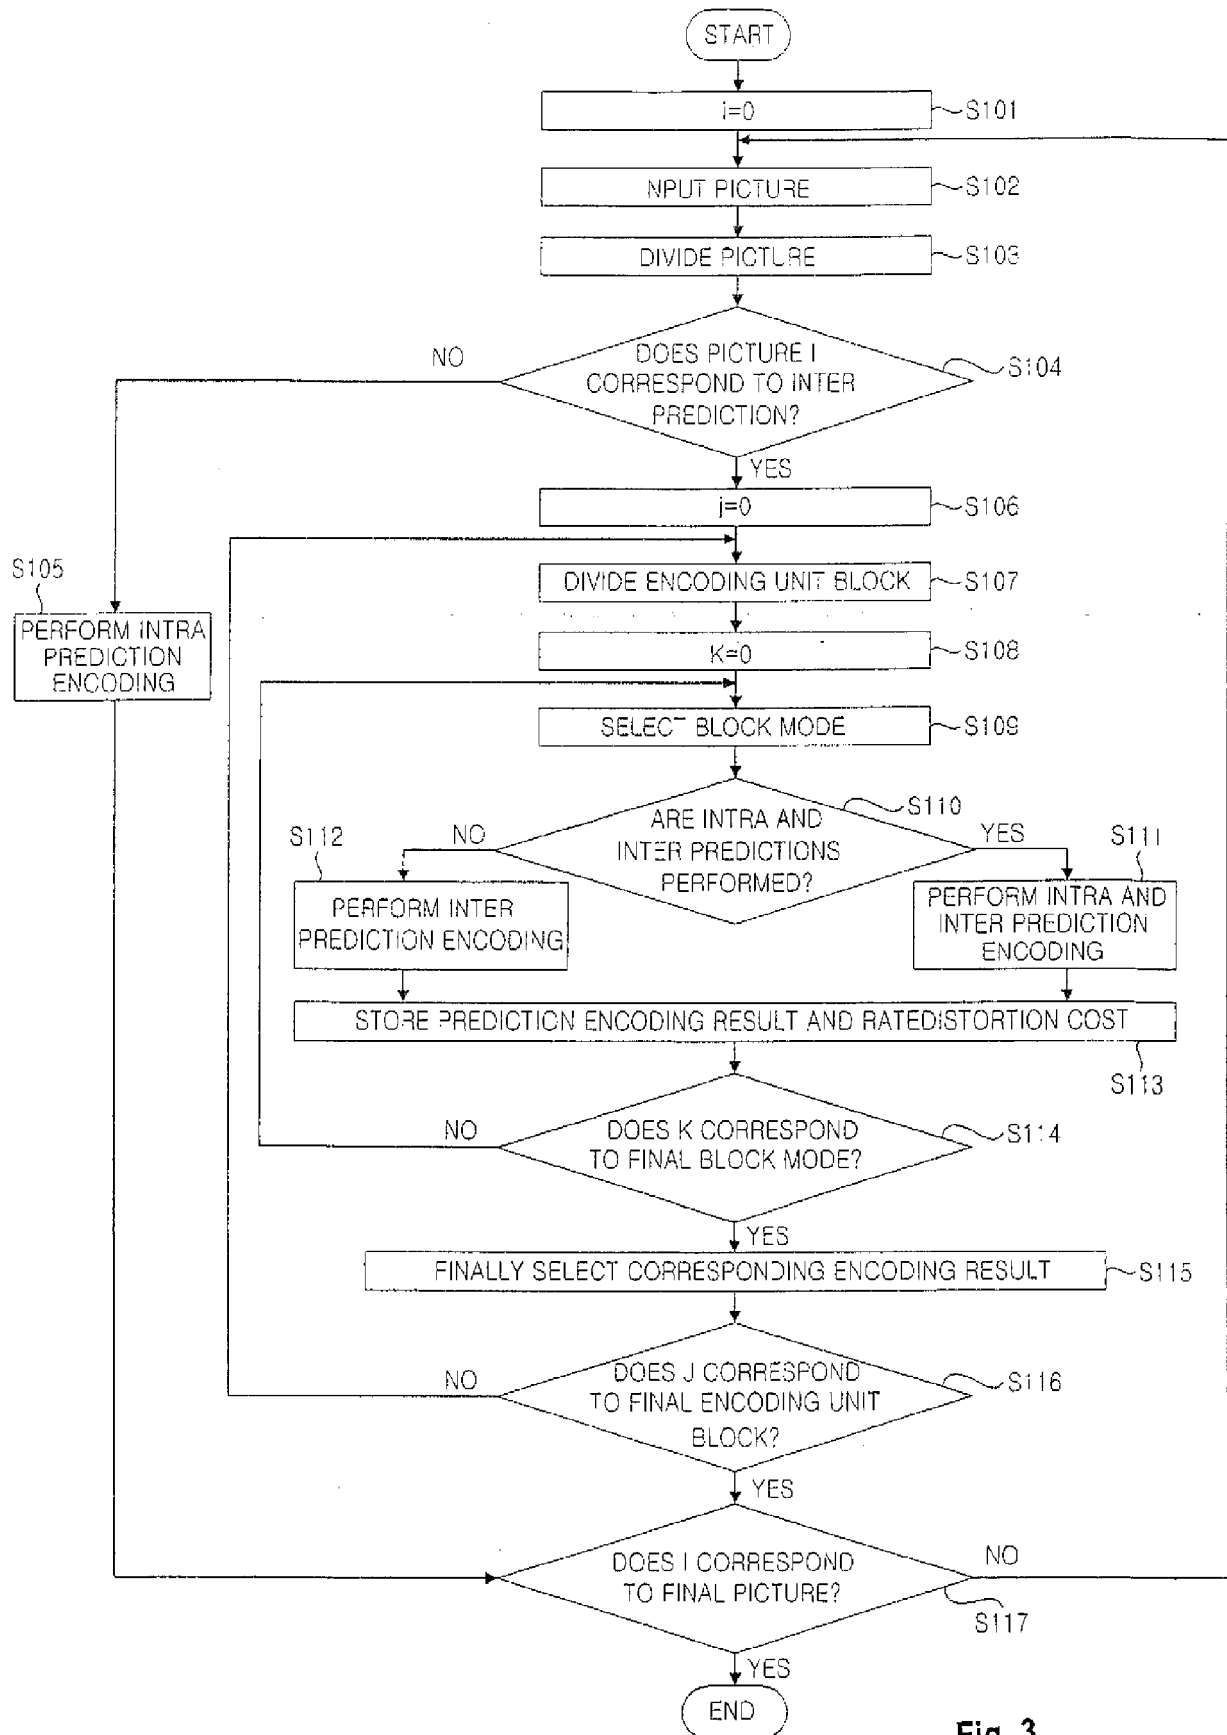 START
i=0
S101
NPUT PICTURE
S102
DIVIDE PICTURE
S103
NO
DOES PICTURE I
CORRESPOND TO INTER
PREDICTION?
S104
YES
j=0
S106
S105
DIVIDE ENCODING UNIT BLOCK
S107
PERFORM INTRA
PREDICTION
ENCODING
K=0
S108
SELECT BLOCK MODE
S109
S112
NO
ARE INTRA AND
INTER PREDICTIONS
PERFORMED?
S110
YES
S111
PERFORM INTER
PREDICTION ENCODING
PERFORM INTRA AND
INTER PREDICTION
ENCODING
STORE PREDICTION ENCODING RESULT AND RATEDISTORTION COST
S113
NO
DOES K CORRESPOND
TO FINAL BLOCK MODE?
S114
YES
FINALLY SELECT CORRESPONDING ENCODING RESULT
S115
NO
DOES J CORRESPOND
TO FINAL ENCODING UNIT
BLOCK?
S116
YES
DOES I CORRESPOND
TO FINAL PICTURE?
NO
S117
YES
END
Fig. 3